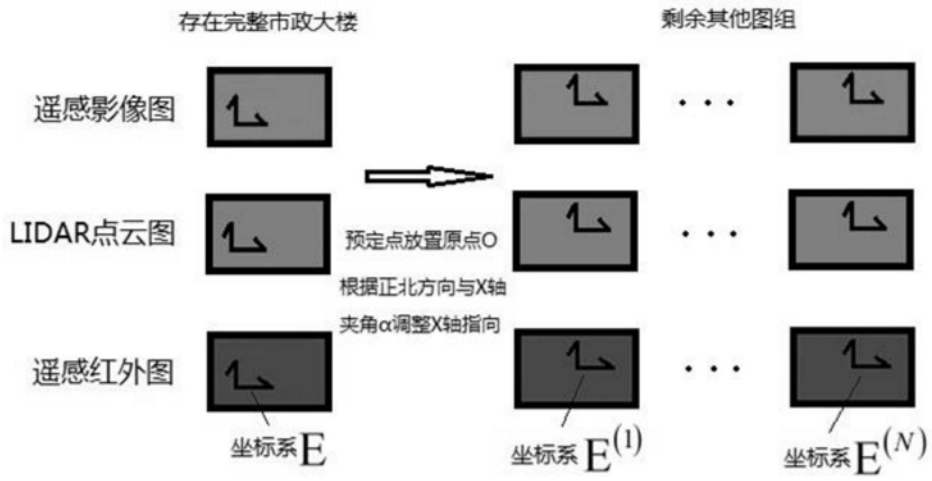 存在完整市政大楼
剩余其他图组
遥感影像图
LIDAR点云图
预定点放置原点O
根据正北方向与X轴
夹角α调整X轴指向
遥感红外图
坐标系E
坐标系E^{(1)}
坐标系E^{(N)}